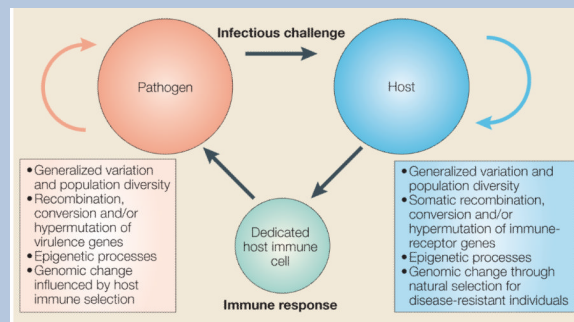 Infectious challenge
Pathogen
Host
• Generalized variation
and population diversity
• Recombination,
conversion and/or
hypermutation of
virulence genes
• Epigenetic processes
• Genomic change
influenced by host
immune selection
Dedicated
host immune
cell
Immune response
• Generalized variation and
population diversity
• Somatic recombination,
conversion and/or
hypermutation of immune-
receptor genes
• Epigenetic processes
• Genomic change through
natural selection for
disease-resistant individuals